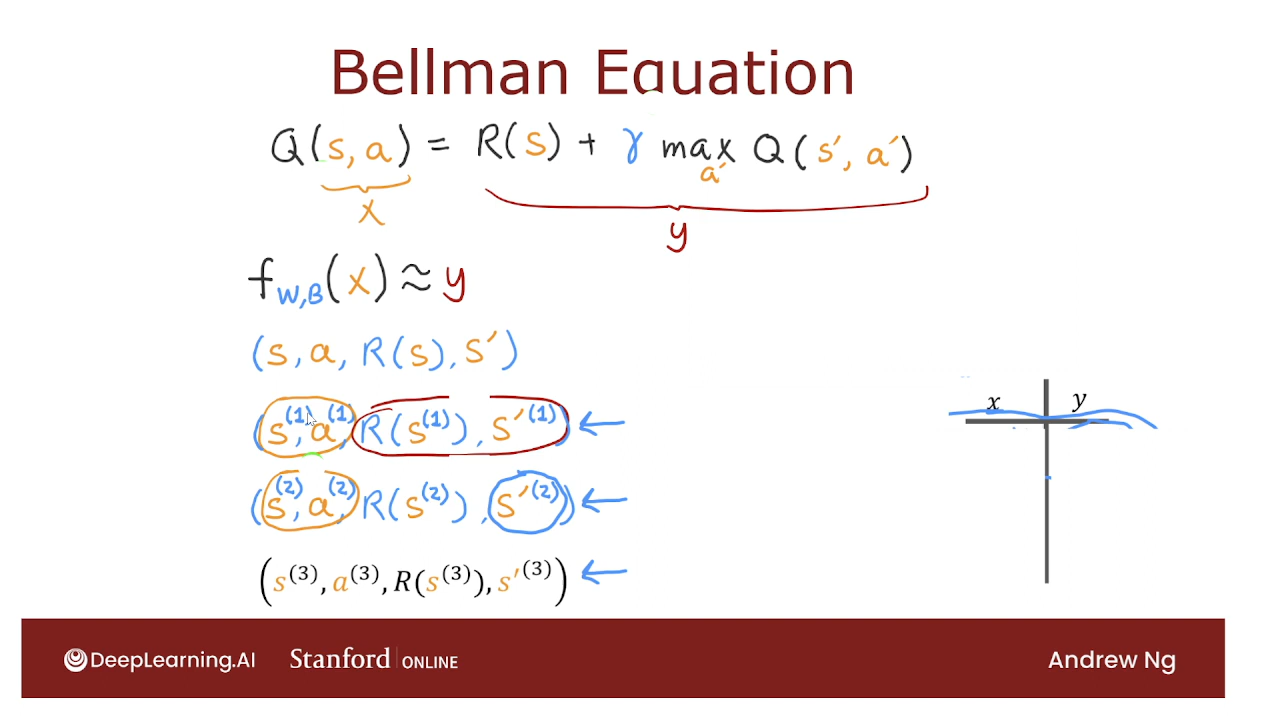 Bellman Equation
Q(s, a) = R(s) + γ max Q(s′, a′)
a′
x
y
f_{W,B}(x) ≈ y
(s, a, R(s), s′)
(s^{(1)}, a^{(1)}, R(s^{(1)}), s′^{(1)}) ←
(s^{(2)}, a^{(2)}, R(s^{(2)}), s′^{(2)}) ←
(s^{(3)}, a^{(3)}, R(s^{(3)}), s′^{(3)}) ←
x y
DeepLearning.AI Stanford | ONLINE Andrew Ng